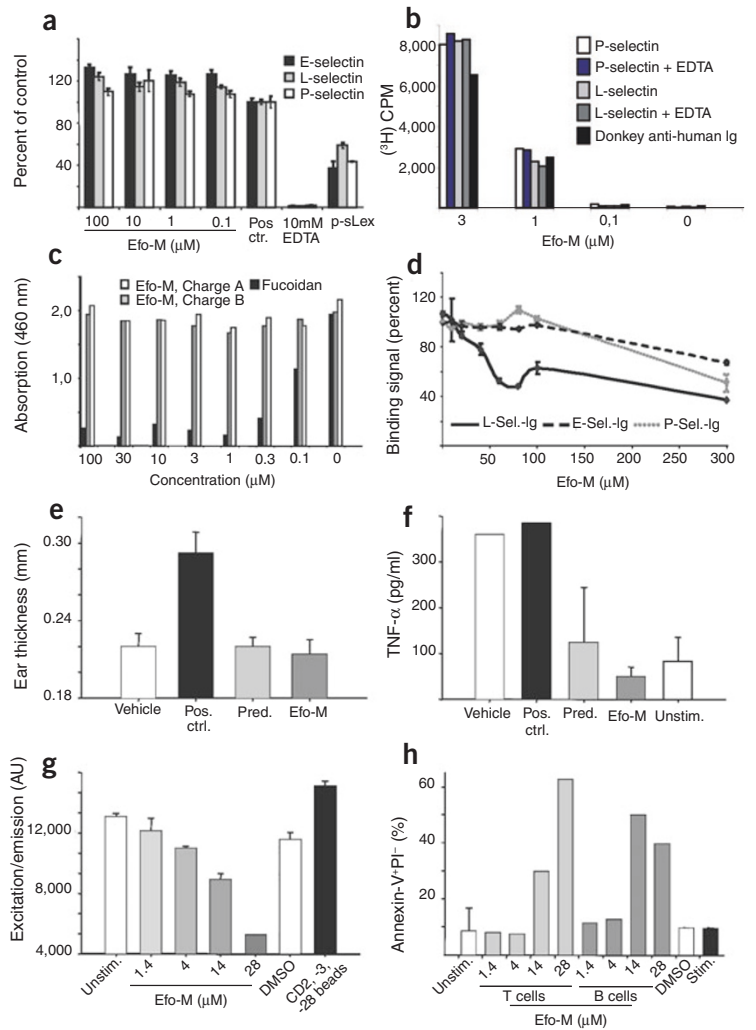 a
Percent of control
120
80
40
E-selectin
L-selectin
P-selectin
100 10 1 0.1 Pos ctr. 10mM EDTA p-sLex
Efo-M (μM)
b
(³H) CPM
8,000
6,000
4,000
2,000
P-selectin
P-selectin + EDTA
L-selectin
L-selectin + EDTA
Donkey anti-human Ig
3 1 0,1 0
Efo-M (μM)
c
Absorption (460 nm)
2,0
1,0
Efo-M, Charge A
Efo-M, Charge B
Fucoidan
100 30 10 3 1 0.3 0.1 0
Concentration (μM)
d
Binding signal (percent)
120
80
40
L-Sel.-Ig E-Sel-Ig P-Sel.-Ig
50 100 150 200 250 300
Efo-M (μM)
e
Ear thickness (mm)
0.30
0.24
0.18
Vehicle Pos. ctrl. Pred. Efo-M
f
TNF-α (pg/ml)
300
200
100
Vehicle Pos. ctrl. Pred. Efo-M Unstim.
g
Excitation/emission (AU)
12,000
8,000
4,000
Unstim. 1.4 4 14 28 DMSO CD2, -3, -28 beads
Efo-M (μM)
h
Annexin-V⁺PI⁻ (%)
60
40
20
Unstim. 1.4 4 14 28 1.4 4 14 28 DMSO Stim.
T cells B cells
Efo-M (μM)